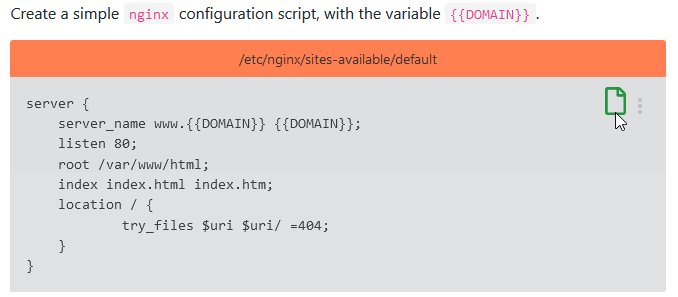 Create a simple nginx configuration script, with the variable {{DOMAIN}}.
/etc/nginx/sites-available/default
server {
    server_name www.{{DOMAIN}} {{DOMAIN}};
    listen 80;
    root /var/www/html;
    index index.html index.htm;
    location / {
            try_files $uri $uri/ =404;
    }
}